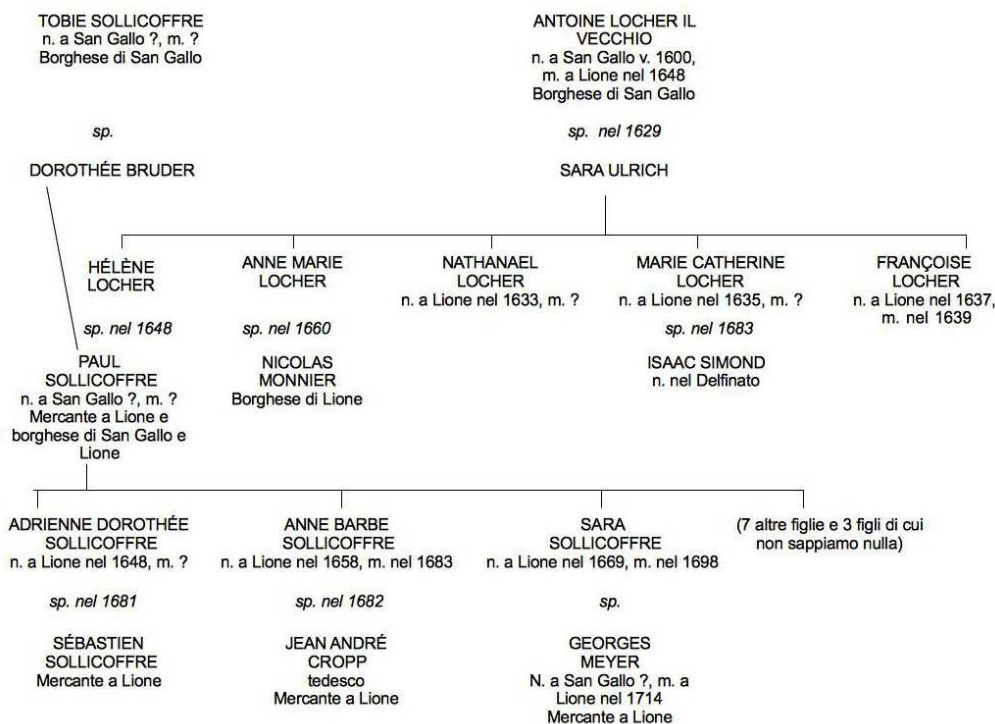 TOBIE SOLLICOFFRE
n. a San Gallo ?, m. ?
Borghese di San Gallo
sp.
DOROTHÉE BRUDER
ANTOINE LOCHER IL
VECCHIO
n. a San Gallo v. 1600,
m. a Lione nel 1648
Borghese di San Gallo
sp. nel 1629
SARA ULRICH
HÉLÈNE
LOCHER
sp. nel 1648
PAUL
SOLLICOFFRE
n. a San Gallo ?, m. ?
Mercante a Lione e
borghese di San Gallo e
Lione
ANNE MARIE
LOCHER
sp. nel 1660
NICOLAS
MONNIER
Borghese di Lione
NATHANAEL
LOCHER
n. a Lione nel 1633, m. ?
MARIE CATHERINE
LOCHER
n. a Lione nel 1635, m. ?
sp. nel 1683
ISAAC SIMOND
n. nel Delfinato
FRANÇOISE
LOCHER
n. a Lione nel 1637,
m. nel 1639
ADRIENNE DOROTHÉE
SOLLICOFFRE
n. a Lione nel 1648, m. ?
sp. nel 1681
SÉBASTIEN
SOLLICOFFRE
Mercante a Lione
ANNE BARBE
SOLLICOFFRE
n. a Lione nel 1658, m. nel 1683
sp. nel 1682
JEAN ANDRÉ
CROPP
tedesco
Mercante a Lione
SARA
SOLLICOFFRE
n. a Lione nel 1669, m. nel 1698
sp.
GEORGES
MEYER
N. a San Gallo ?, m. a
Lione nel 1714
Mercante a Lione
(7 altre figlie e 3 figli di cui
non sappiamo nulla)